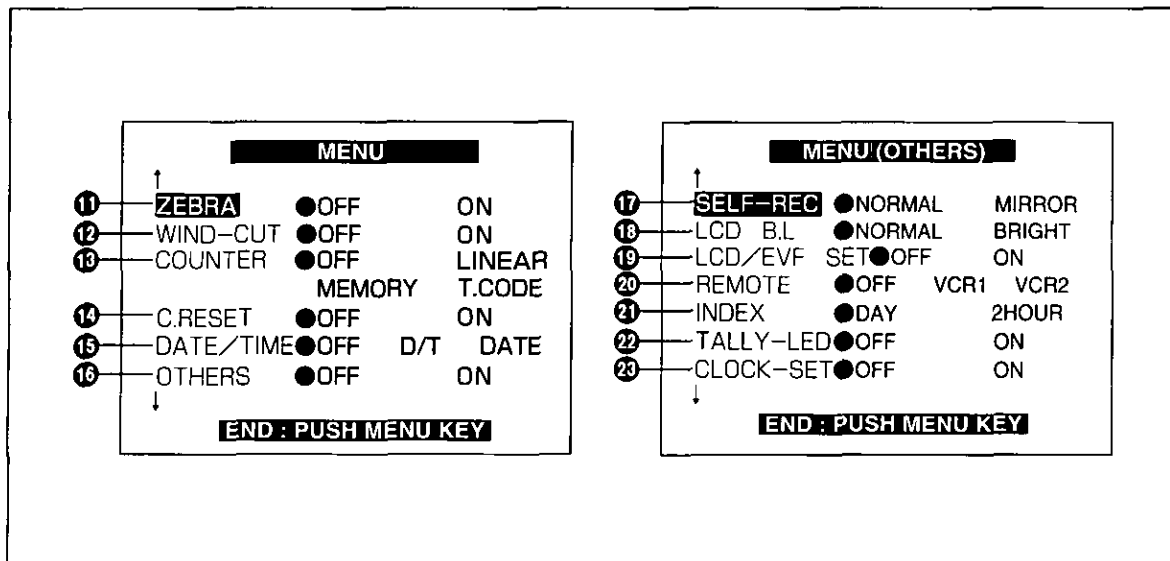 MENU
⓫ ZEBRA ●OFF ON
⓬ WIND-CUT ●OFF ON
⓭ COUNTER ●OFF LINEAR
MEMORY T.CODE
⓮ C.RESET ●OFF ON
⓯ DATE/TIME●OFF D/T DATE
⓰ OTHERS ●OFF ON
END : PUSH MENU KEY
MENU (OTHERS)
⓱ SELF-REC ●NORMAL MIRROR
⓲ LCD B.L ●NORMAL BRIGHT
⓳ LCD/EVF SET●OFF ON
⓴ REMOTE ●OFF VCR1 VCR2
21 INDEX ●DAY 2HOUR
22 TALLY-LED●OFF ON
23 CLOCK-SET●OFF ON
END : PUSH MENU KEY